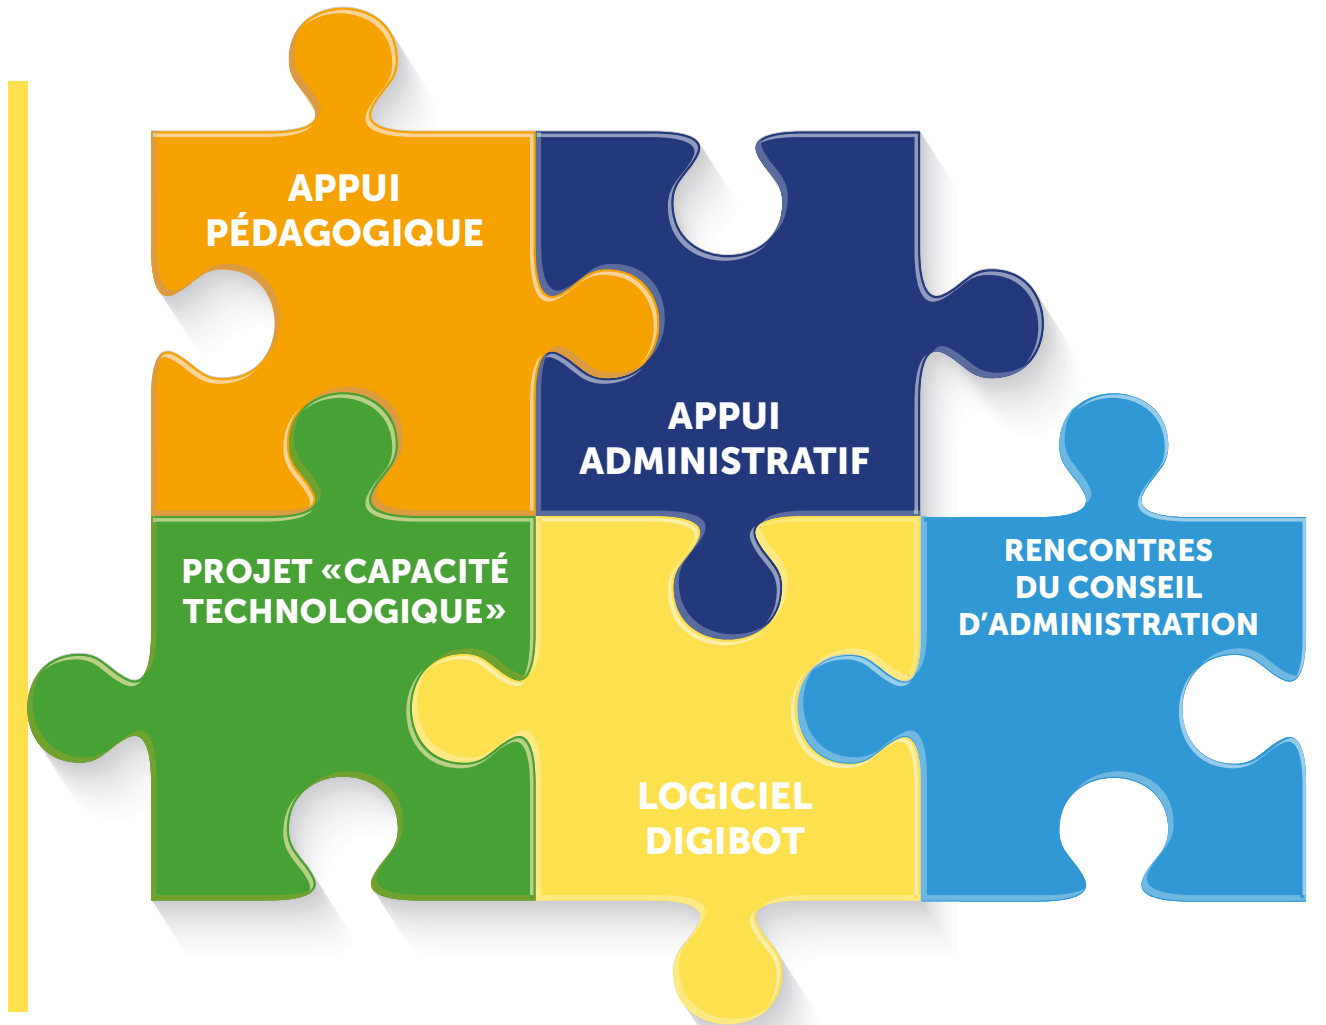 APPUI
PÉDAGOGIQUE
APPUI
ADMINISTRATIF
PROJET «CAPACITÉ
TECHNOLOGIQUE»
RENCONTRES
DU CONSEIL
D'ADMINISTRATION
LOGICIEL
DIGIBOT